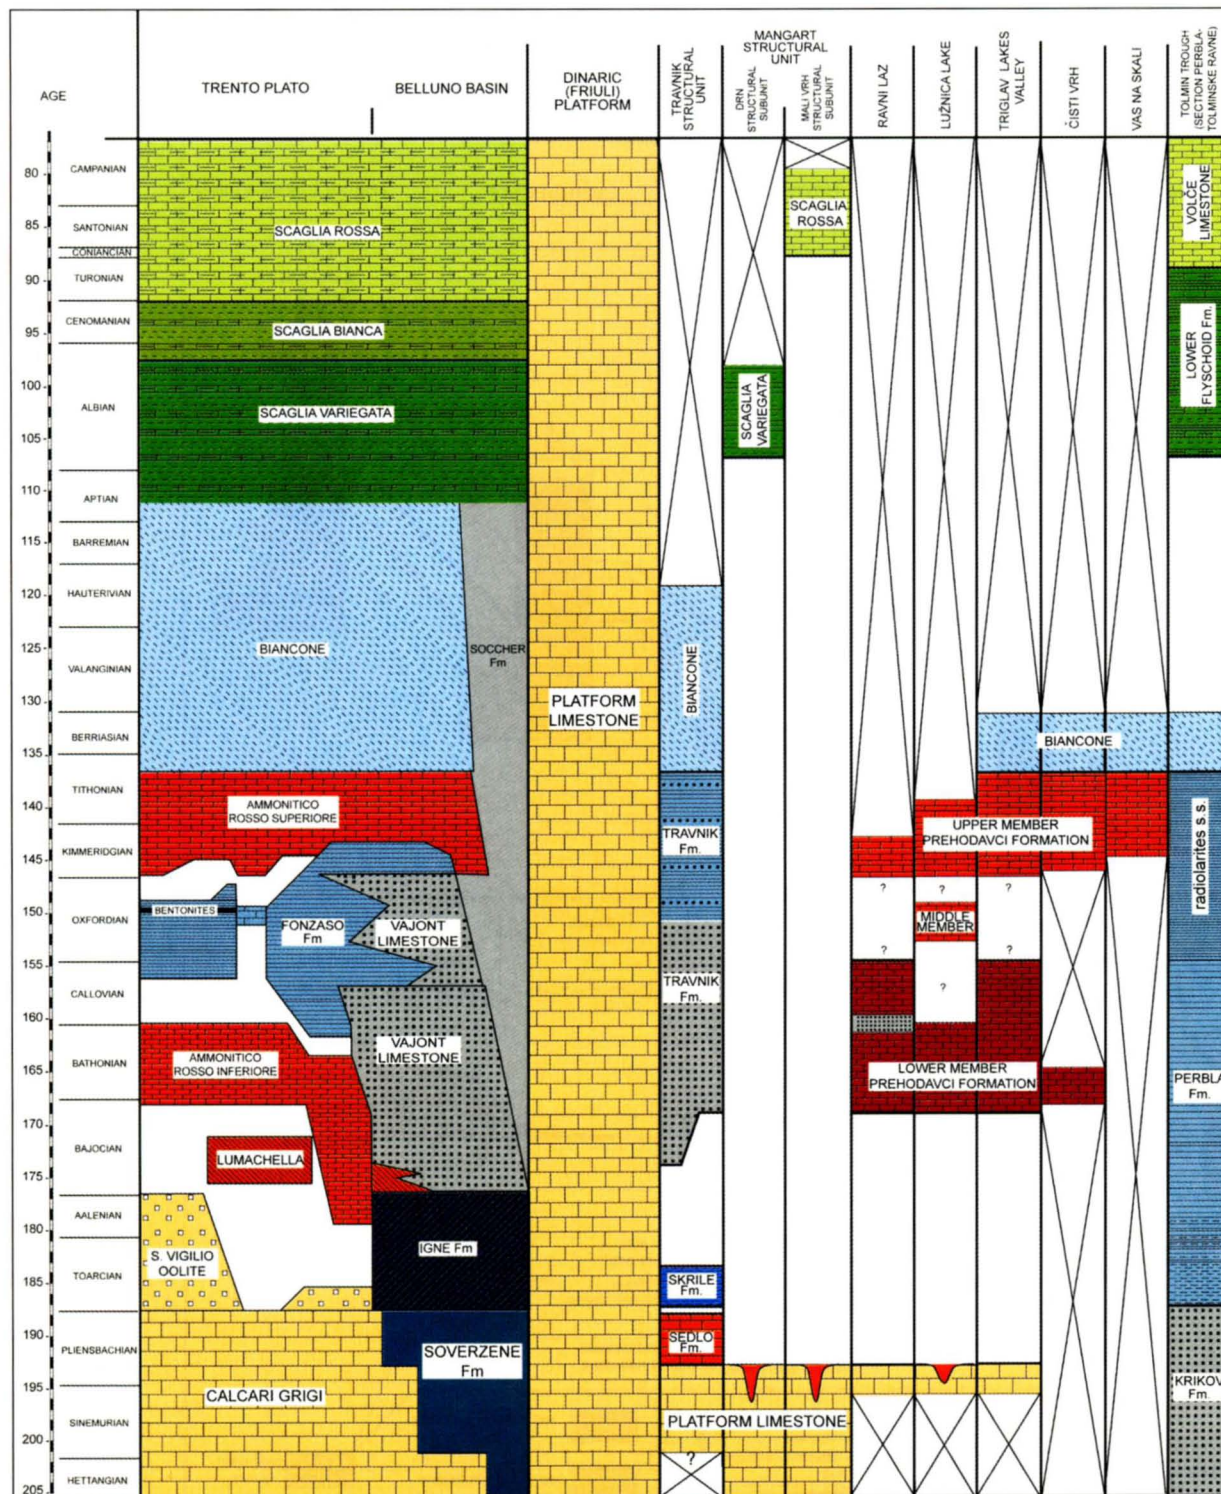 AGE
TRENTO PLATO
BELLUNO BASIN
DINARIC
(FRIULI)
PLATFORM
TRAVNIK
STRUCTURAL
UNIT
MANGART
STRUCTURAL
UNIT
DRN
STRUCTURAL
SUBUNIT
MALI VRH
STRUCTURAL
SUBUNIT
RAVNI LAZ
LUŽNICA LAKE
TRIGLAV LAKES
VALLEY
ČISTI VRH
VAS NA SKALI
TOLMIN TROUGH
(SECTION PERBLA-
TOLMINSKE RAVNE)
80
85
90
95
100
105
110
115
120
125
130
135
140
145
150
155
160
165
170
175
180
185
190
195
200
205
CAMPANIAN
SANTONIAN
CONIANCIAN
TURONIAN
CENOMANIAN
ALBIAN
APTIAN
BARREMIAN
HAUTERIVIAN
VALANGINIAN
BERRIASIAN
TITHONIAN
KIMMERIDGIAN
OXFORDIAN
CALLOVIAN
BATHONIAN
BAJOCIAN
AALENIAN
TOARCIAN
PLIENSBACHIAN
SINEMURIAN
HETTANGIAN
SCAGLIA ROSSA
SCAGLIA BIANCA
SCAGLIA VARIEGATA
BIANCONE
SOCCHER
Fm
AMMONITICO
ROSSO SUPERIORE
BENTONITES
FONZASO
Fm
VAJONT
LIMESTONE
VAJONT
LIMESTONE
AMMONITICO
ROSSO INFERIORE
LUMACHELLA
S. VIGILIO
OOLITE
IGNE Fm
SOVERZENE
Fm
CALCARI GRIGI
PLATFORM
LIMESTONE
BIANCONE
TRAVNIK
Fm.
TRAVNIK
Fm.
SKRILE
Fm.
SEDLO
Fm.
PLATFORM LIMESTONE
?
SCAGLIA
VARIEGATA
SCAGLIA
ROSSA
BIANCONE
UPPER MEMBER
PREHODAVCI FORMATION
? ? ?
MIDDLE
MEMBER
? ?
?
LOWER MEMBER
PREHODAVCI FORMATION
VOLČE
LIMESTONE
LOWER
FLYSCHOID Fm.
radiolarites s.s.
PERBLA
Fm.
KRIKOV
Fm.